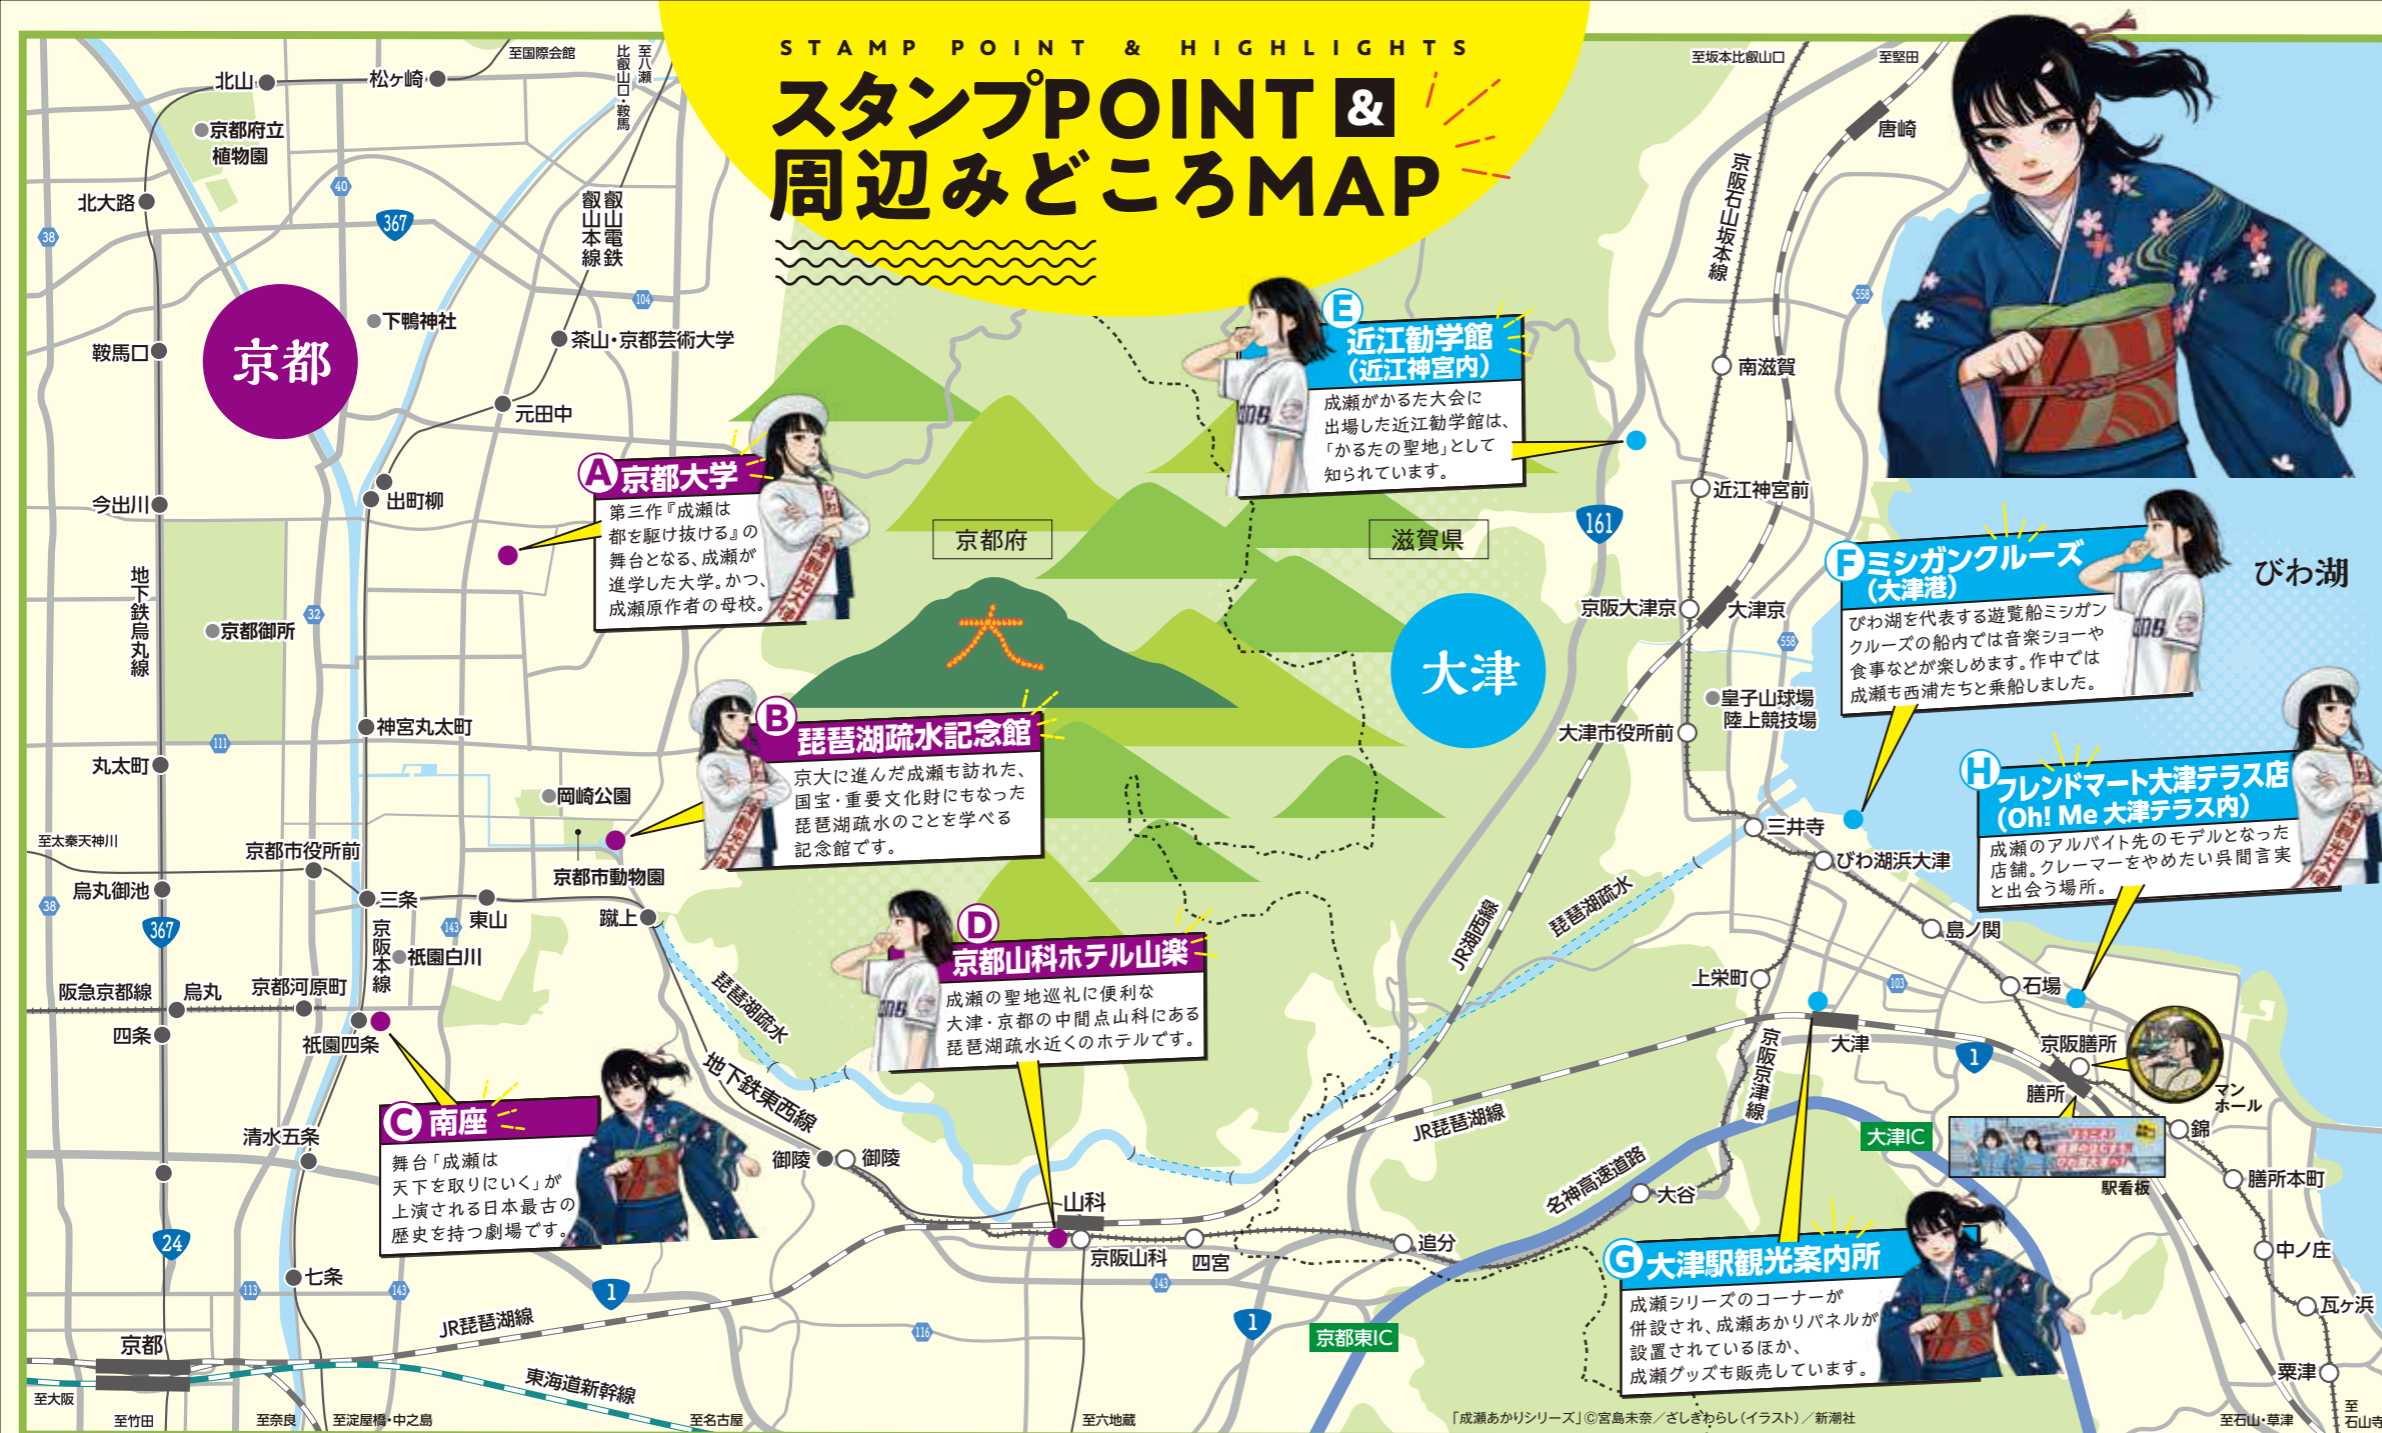 STAMP POINT & HIGHLIGHTS
スタンプPOINT &
周辺みどころMAP
至国際会館
至八瀬
比叡山口・鞍馬
北山
松ヶ崎
京都府立
植物園
北大路
40
367
38
叡山電鉄
叡山本線
104
京都
下鴨神社
鞍馬口
茶山・京都芸術大学
元田中
今出川
出町柳
地下鉄烏丸線
京都御所
32
A 京都大学
第三作『成瀬は
都を駆け抜ける』の
舞台となる、成瀬が
進学した大学。かつ、
成瀬原作者の母校。
神宮丸太町
111
丸太町
岡崎公園
京都市動物園
B 琵琶湖疏水記念館
京大に進んだ成瀬も訪れた、
国宝・重要文化財にもなった
琵琶湖疏水のことを学べる
記念館です。
至太秦天神川
京都市役所前
烏丸御池
38
三条
東山
蹴上
143
367
京阪本線
祇園白川
阪急京都線
烏丸
京都河原町
四条
祇園四条
琵琶湖疏水
地下鉄東西線
C 南座
舞台「成瀬は
天下を取りにいく」が
上演される日本最古の
歴史を持つ劇場です。
清水五条
24
七条
113
143
1
京都
JR琵琶湖線
東海道新幹線
至大阪
至竹田
至奈良
至淀屋橋・中之島
至名古屋
D 京都山科ホテル山楽
成瀬の聖地巡礼に便利な
大津・京都の中間点山科にある
琵琶湖疏水近くのホテルです。
御陵
御陵
山科
京阪山科
四宮
追分
143
116
1
京都東IC
至六地蔵
京都府
滋賀県
大津
E 近江勧学館
（近江神宮内）
成瀬がかるた大会に
出場した近江勧学館は、
「かるたの聖地」として
知られています。
至坂本比叡山口
至堅田
唐崎
京阪石山坂本線
558
南滋賀
近江神宮前
161
京阪大津京
大津京
558
皇子山球場
陸上競技場
大津市役所前
びわ湖
F ミシガンクルーズ
（大津港）
びわ湖を代表する遊覧船ミシガン
クルーズの船内では音楽ショーや
食事などが楽しめます。作中では
成瀬も西浦たちと乗船しました。
H フレンドマート大津テラス店
（Oh! Me 大津テラス内）
成瀬のアルバイト先のモデルとなった
店舗。クレーマーをやめたい呉間言実
と出会う場所。
三井寺
びわ湖浜大津
島ノ関
石場
JR湖西線
琵琶湖疏水
上栄町
103
大津
1
京阪膳所
膳所
マン
ホール
駅看板
錦
膳所本町
中ノ庄
瓦ヶ浜
粟津
京阪京津線
大津IC
JR琵琶湖線
名神高速道路
大谷
G 大津駅観光案内所
成瀬シリーズのコーナーが
併設され、成瀬あかりパネルが
設置されているほか、
成瀬グッズも販売しています。
「成瀬あかりシリーズ」©宮島未奈／ざしきわらし（イラスト）／新潮社
至石山・草津
至
石山寺